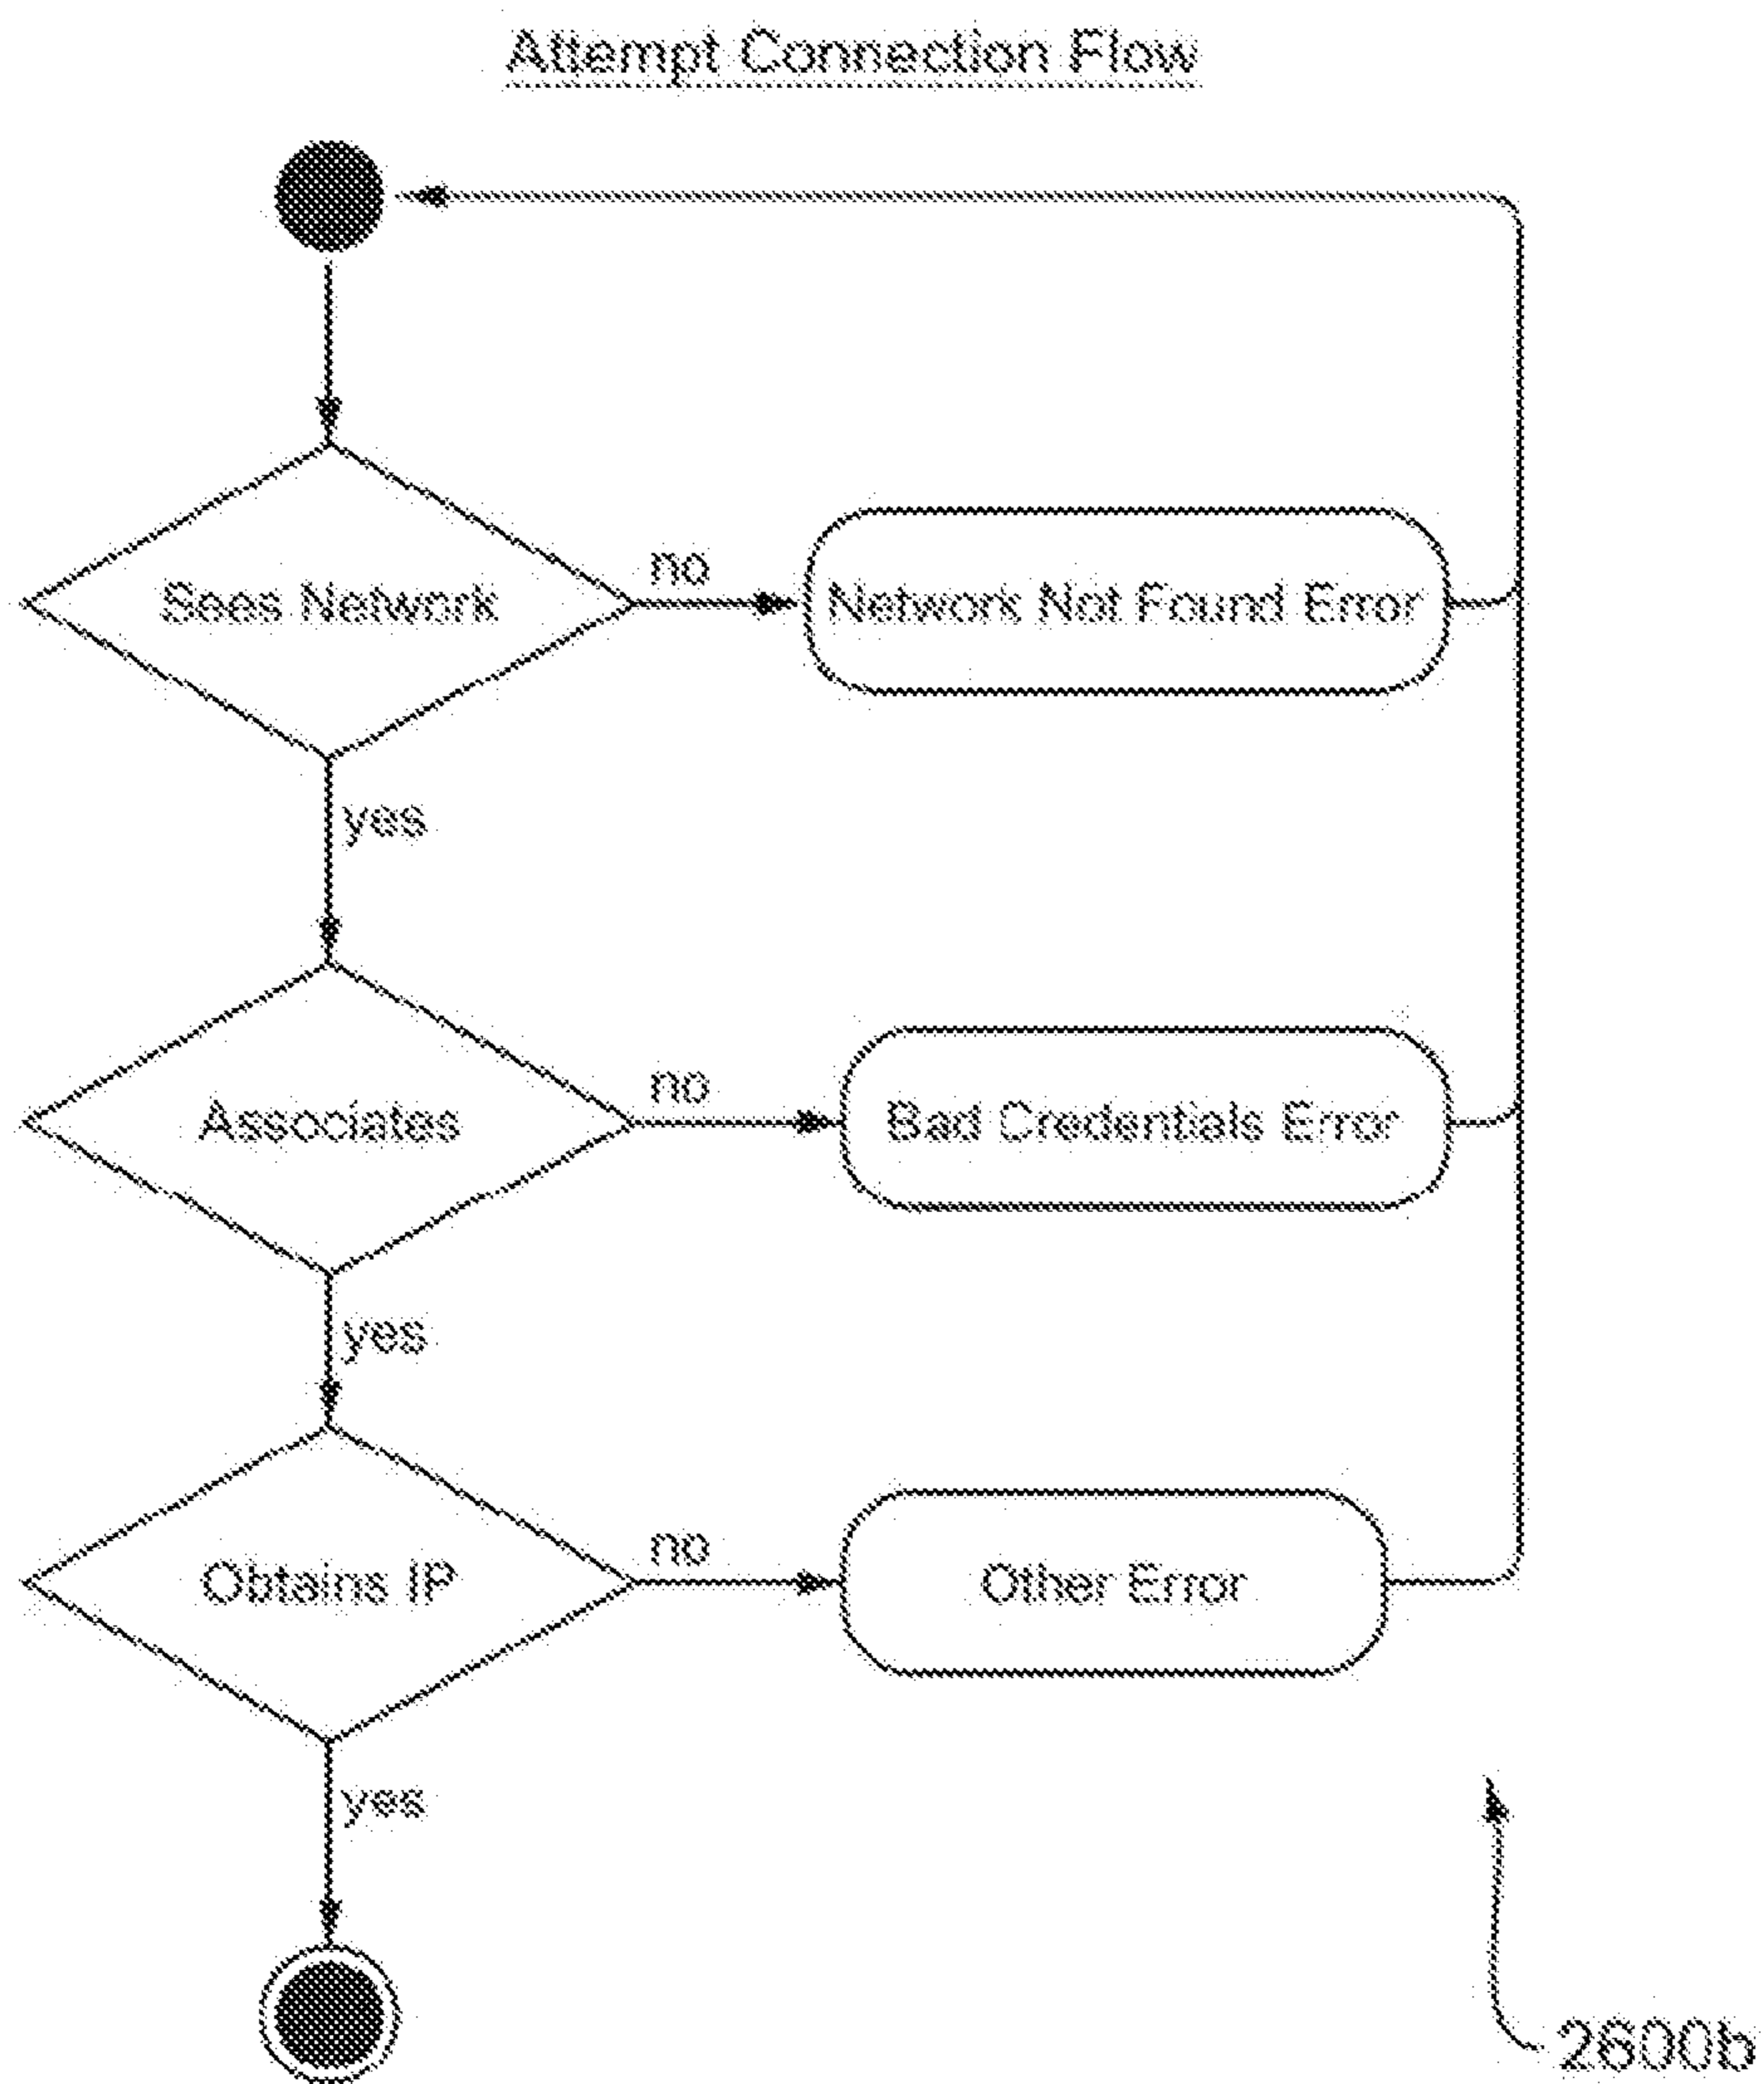 Attempt Connection Flow
Sees Network
no
Network Not Found Error
yes
Associates
no
Bad Credentials Error
yes
Obtains IP
no
Other Error
yes
2600b